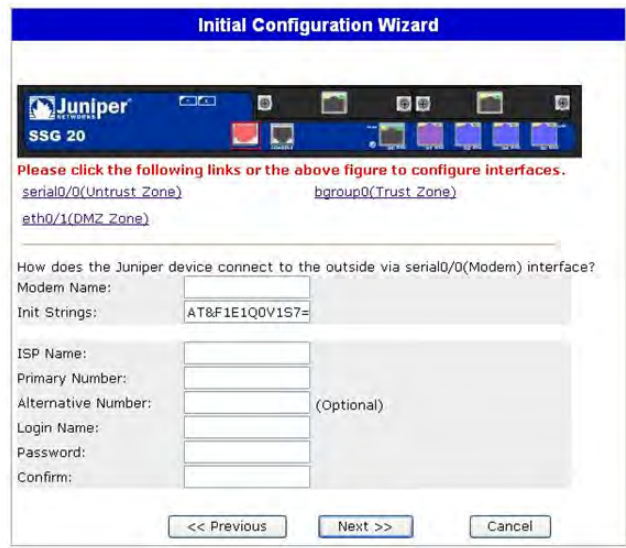 Initial Configuration Wizard
Juniper
NETWORKS
SSG 20
Please click the following links or the above figure to configure interfaces.
serial0/0(Untrust Zone) bgroup0(Trust Zone)
eth0/1(DMZ Zone)
How does the Juniper device connect to the outside via serial0/0(Modem) interface?
Modem Name:
Init Strings: AT&F1E1Q0V1S7=
ISP Name:
Primary Number:
Alternative Number: (Optional)
Login Name:
Password:
Confirm:
<< Previous Next >> Cancel